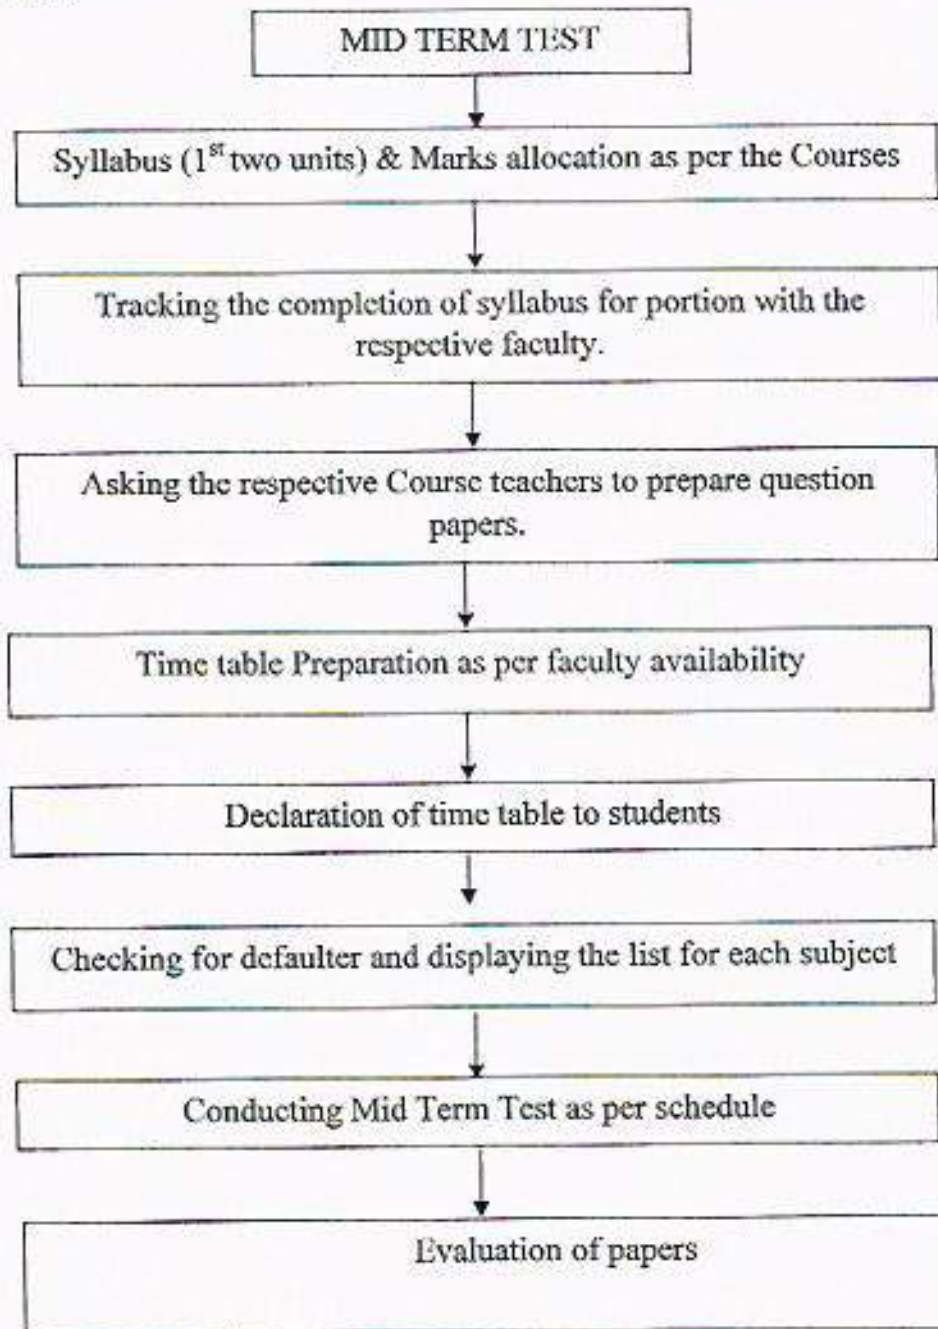 MID TERM TEST
Syllabus (1st two units) & Marks allocation as per the Courses
Tracking the completion of syllabus for portion with the
respective faculty.
Asking the respective Course teachers to prepare question
papers.
Time table Preparation as per faculty availability
Declaration of time table to students
Checking for defaulter and displaying the list for each subject
Conducting Mid Term Test as per schedule
Evaluation of papers